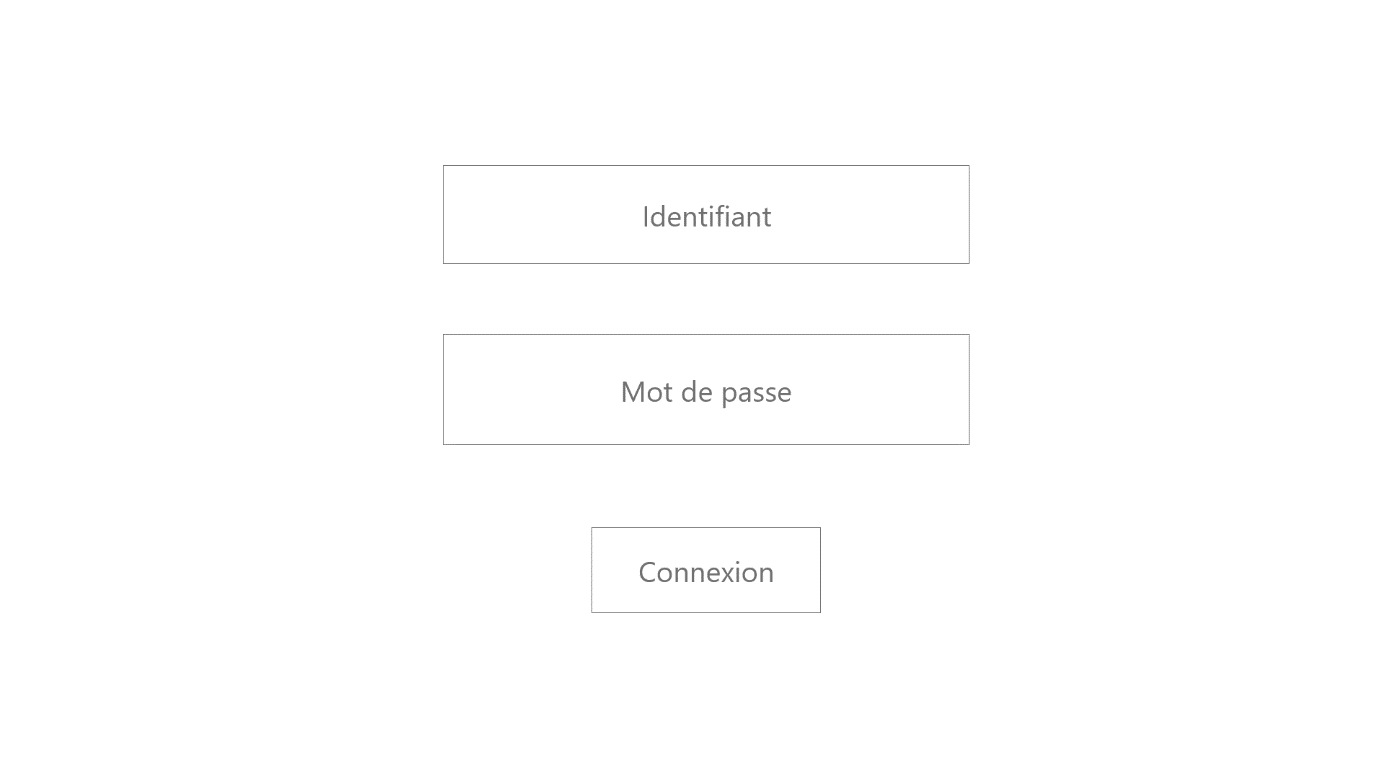 Identifiant
Mot de passe
Connexion